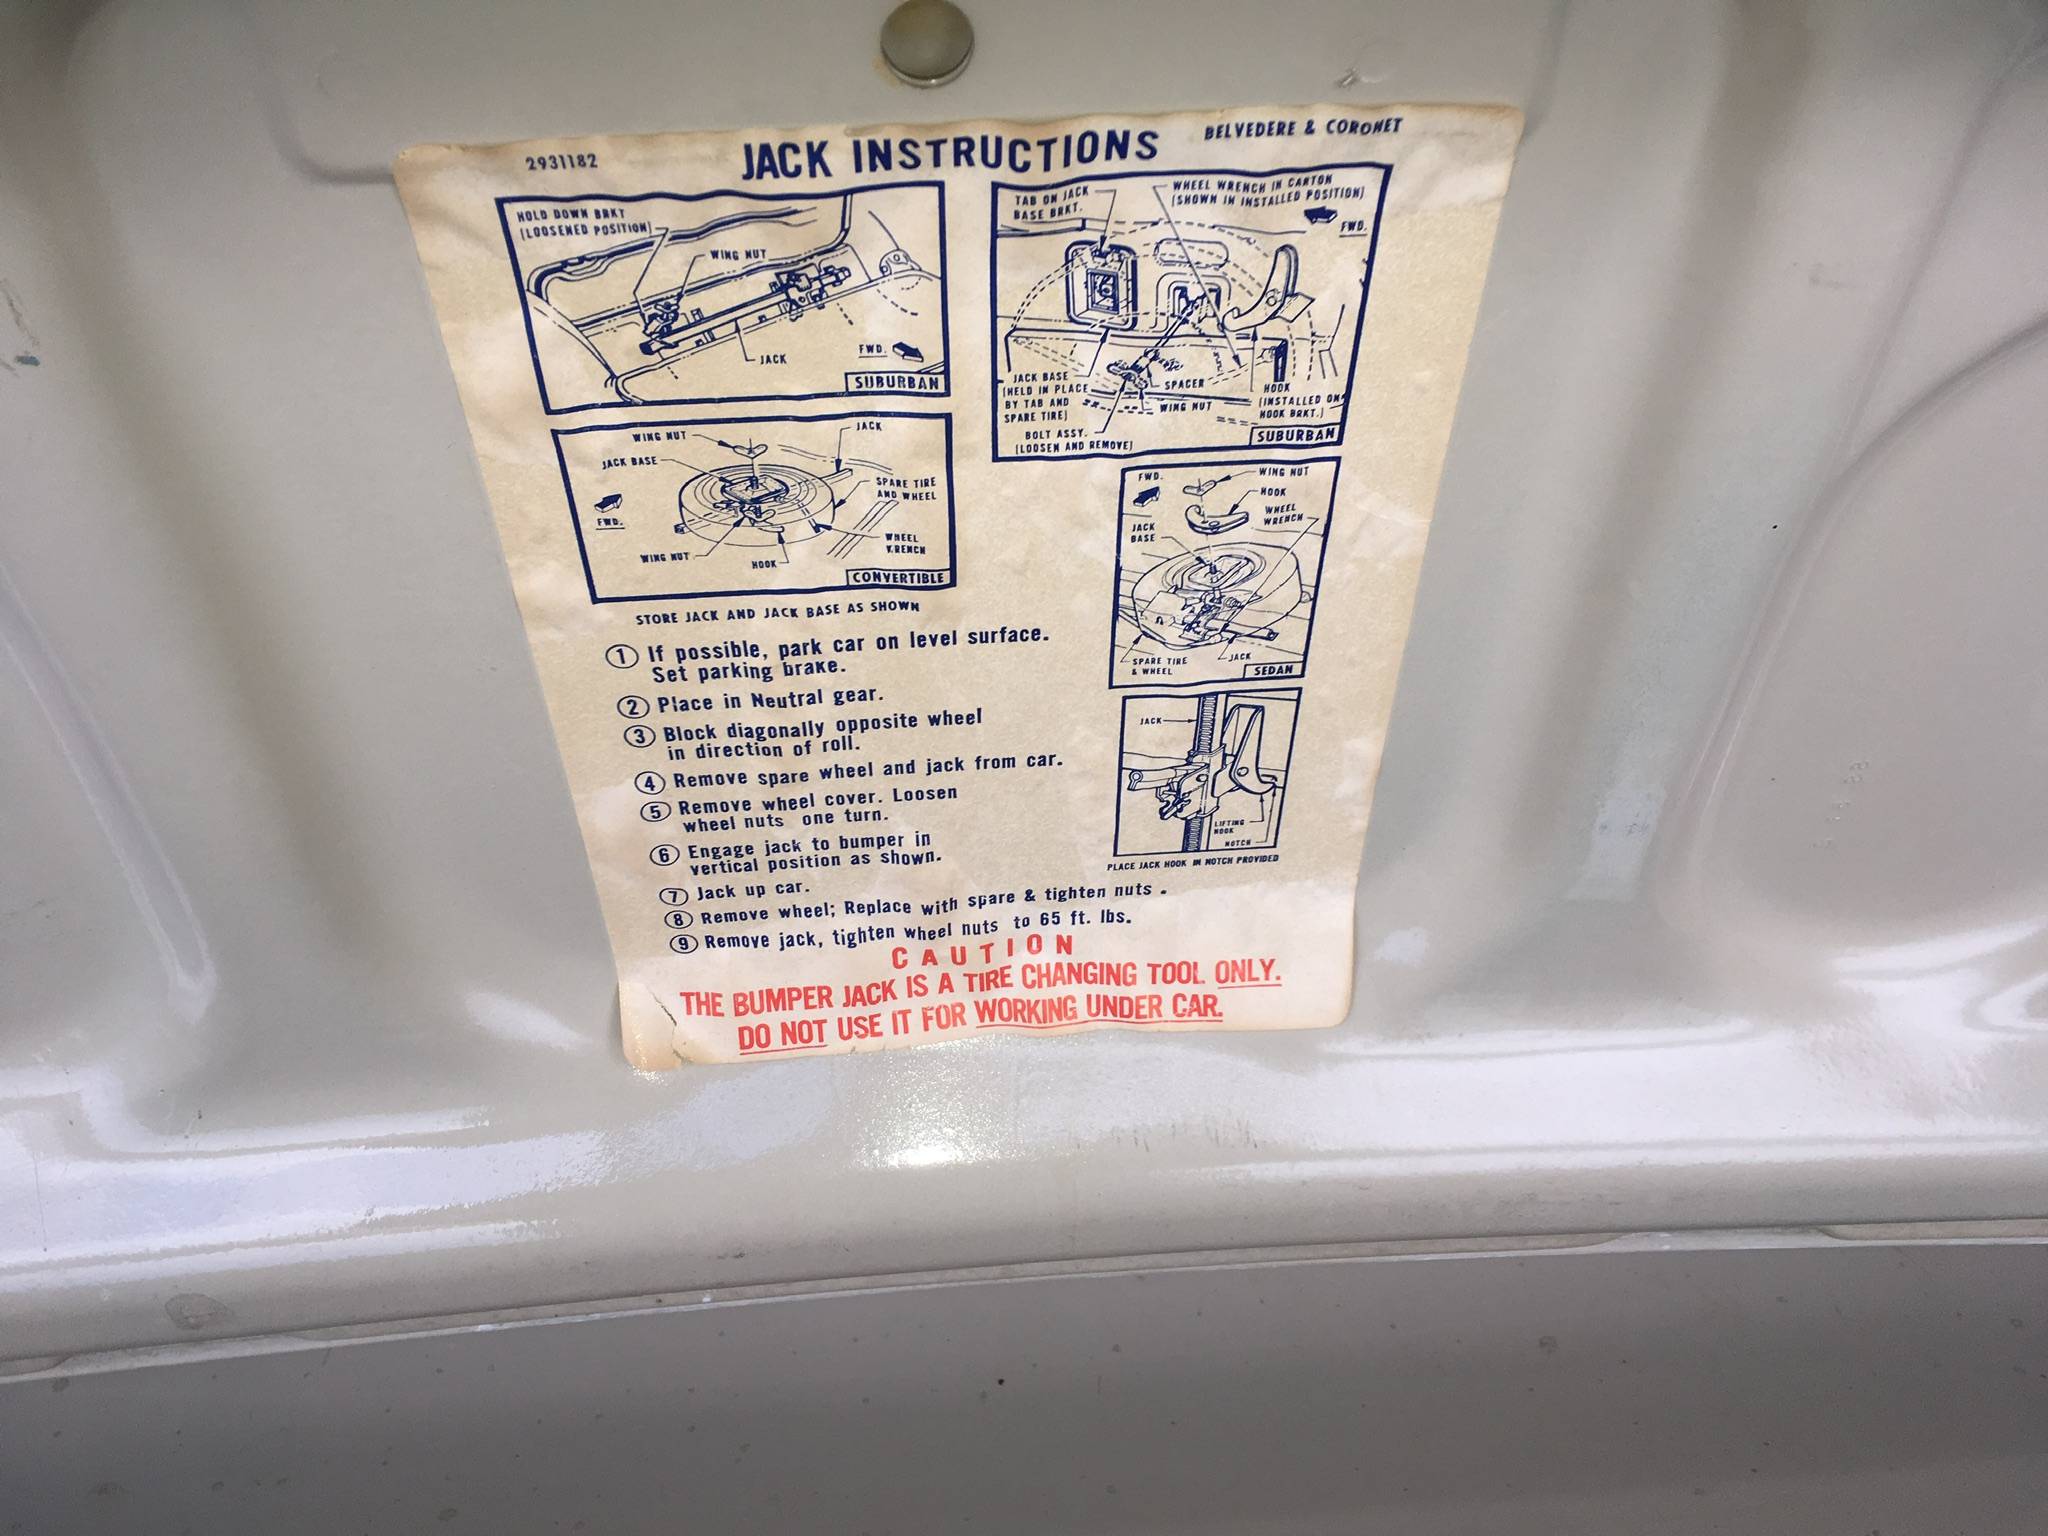 2931182
JACK INSTRUCTIONS
BELVEDERE & CORONET
HOLD DOWN BRKT
(LOOSENED POSITION)
WING NUT
JACK
FWD.
SUBURBAN
TAB ON JACK
BASE BRKT.
WHEEL WRENCH IN CARTON
(SHOWN IN INSTALLED POSITION)
FWD.
JACK BASE
(HELD IN PLACE
BY TAB AND
SPARE TIRE)
SPACER
WING NUT
HOOK
(INSTALLED ON
HOOK BRKT.)
BOLT ASSY.
(LOOSEN AND REMOVE)
SUBURBAN
WING NUT
JACK
JACK BASE
SPARE TIRE
AND WHEEL
FWD.
WING NUT
HOOK
WHEEL
WRENCH
CONVERTIBLE
FWD.
WING NUT
HOOK
WHEEL
WRENCH
JACK
BASE
SPARE TIRE
& WHEEL
JACK
SEDAN
STORE JACK AND JACK BASE AS SHOWN
1 If possible, park car on level surface.
Set parking brake.
2 Place in Neutral gear.
3 Block diagonally opposite wheel
in direction of roll.
4 Remove spare wheel and jack from car.
5 Remove wheel cover. Loosen
wheel nuts one turn.
6 Engage jack to bumper in
vertical position as shown.
7 Jack up car.
8 Remove wheel; Replace with spare & tighten nuts.
9 Remove jack, tighten wheel nuts to 65 ft. lbs.
JACK
LIFTING
HOOK
NOTCH
PLACE JACK HOOK IN NOTCH PROVIDED
CAUTION
THE BUMPER JACK IS A TIRE CHANGING TOOL ONLY.
DO NOT USE IT FOR WORKING UNDER CAR.